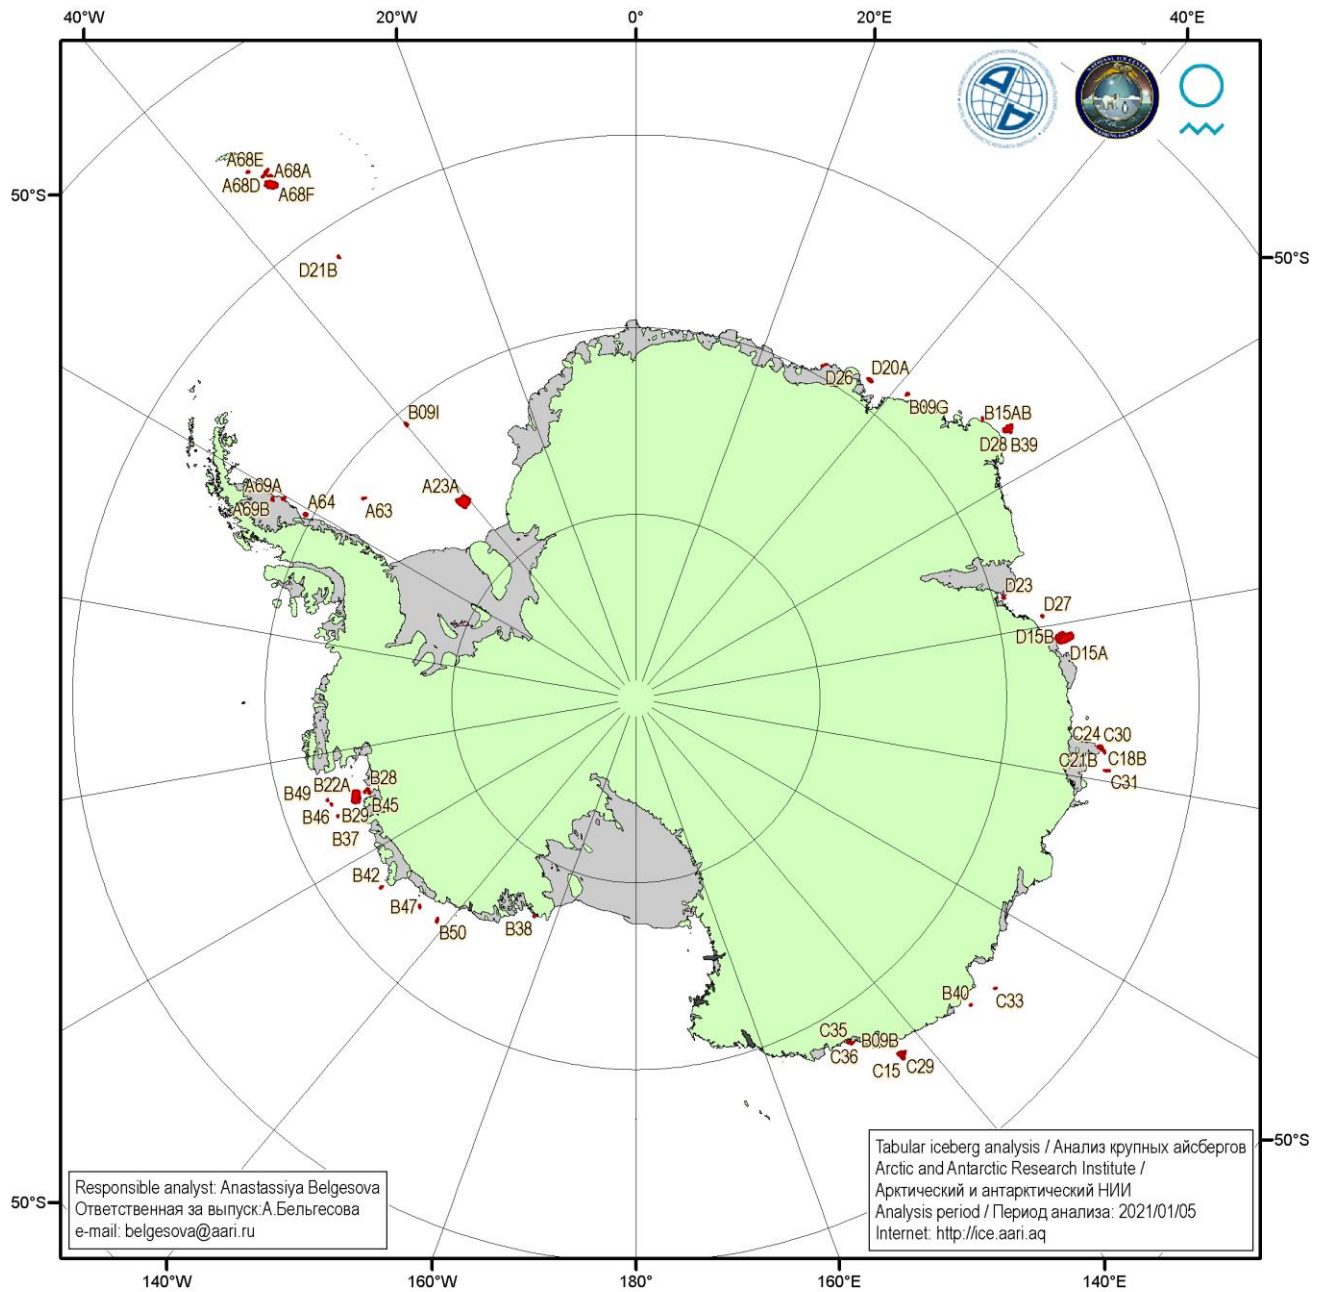 40°W
20°W
0°
20°E
40°E
50°S
50°S
A68E
A68A
A68D
A68F
D21B
D26
D20A
B09G
B15AB
D28
B39
B09I
A23A
A69A
A69B
A64
A63
D23
D27
D15B
D15A
C24
C30
C21B
C18B
C31
B28
B22A
B49
B45
B46
B29
B37
B42
B47
B50
B38
B40
C33
C35
B09B
C36
C15
C29
50°S
50°S
Responsible analyst: Anastassiya Belgesova
Ответственная за выпуск:А.Бельгесова
e-mail: belgesova@aari.ru
Tabular iceberg analysis / Анализ крупных айсбергов
Arctic and Antarctic Research Institute /
Арктический и антарктический НИИ
Analysis period / Период анализа: 2021/01/05
Internet: http://ice.aari.aq
140°W
160°W
180°
160°E
140°E